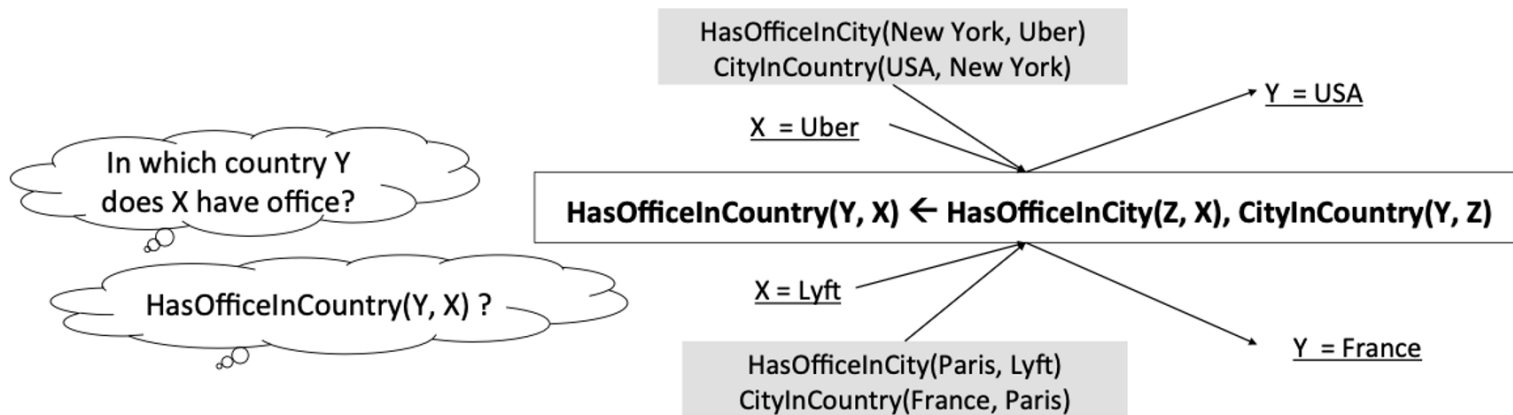 HasOfficeInCity(New York, Uber)
CityInCountry(USA, New York)
Y = USA
X = Uber
In which country Y
does X have office?
HasOfficeInCountry(Y, X) ← HasOfficeInCity(Z, X), CityInCountry(Y, Z)
X = Lyft
HasOfficeInCountry(Y, X) ?
Y = France
HasOfficeInCity(Paris, Lyft)
CityInCountry(France, Paris)